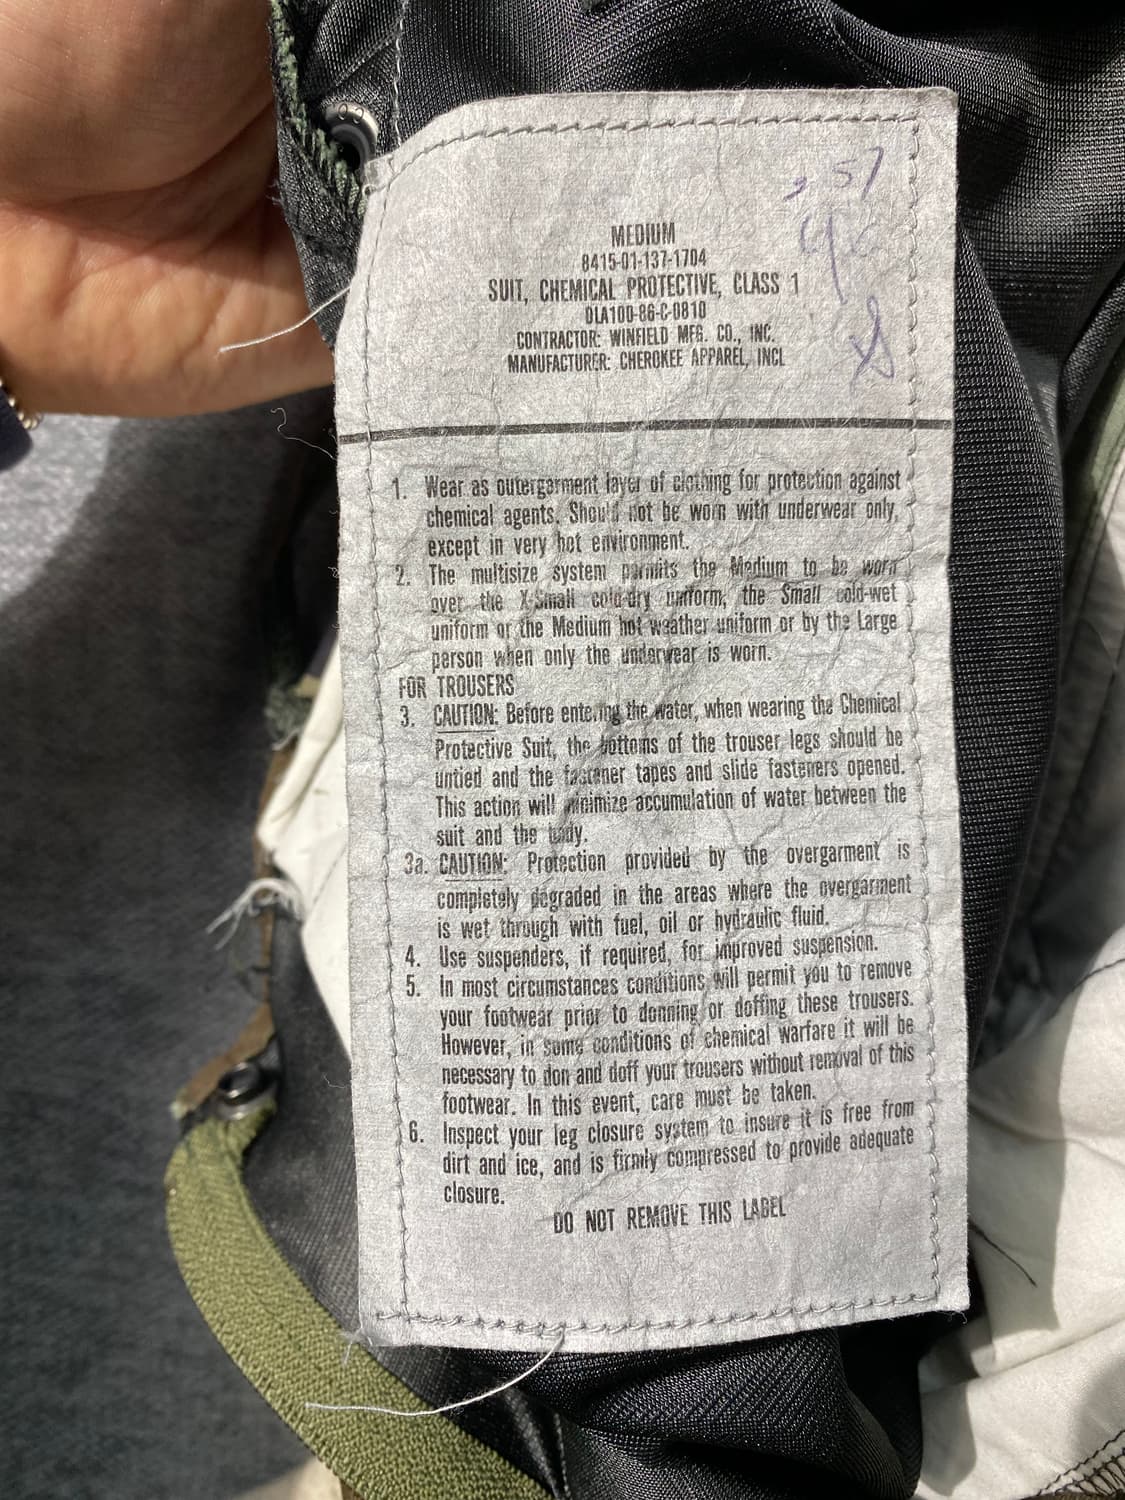 , 57
MEDIUM
8415-01-137-1704
SUIT, CHEMICAL PROTECTIVE, CLASS 1
DLA100-86-C-0810
CONTRACTOR: WINFIELD MFG. CO., INC.
MANUFACTURER: CHEROKEE APPAREL, INCL
1. Wear as outergarment layer of clothing for protection against
chemical agents. Should not be worn with underwear only,
except in very hot environment.
2. The multisize system permits the Medium to be worn
over the X-Small cold-dry uniform, the Small cold-wet
uniform or the Medium hot weather uniform or by the Large
person when only the underwear is worn.
FOR TROUSERS
3. CAUTION: Before entering the water, when wearing the Chemical
Protective Suit, the bottoms of the trouser legs should be
untied and the fastener tapes and slide fasteners opened.
This action will minimize accumulation of water between the
suit and the body.
3a. CAUTION: Protection provided by the overgarment is
completely degraded in the areas where the overgarment
is wet through with fuel, oil or hydraulic fluid.
4. Use suspenders, if required, for improved suspension.
5. In most circumstances conditions will permit you to remove
your footwear prior to donning or doffing these trousers.
However, in some conditions of chemical warfare it will be
necessary to don and doff your trousers without removal of this
footwear. In this event, care must be taken.
6. Inspect your leg closure system to insure it is free from
dirt and ice, and is firmly compressed to provide adequate
closure.
DO NOT REMOVE THIS LABEL